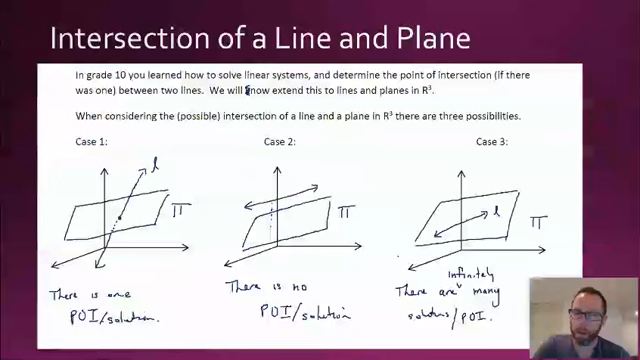 Intersection of a Line and Plane
In grade 10 you learned how to solve linear systems, and determine the point of intersection (if there
was one) between two lines. We will now extend this to lines and planes in R³.
When considering the (possible) intersection of a line and a plane in R³ there are three possibilities.
Case 1: Case 2: Case 3:
l
π
π
l
π
There is one
POI/solution.
There is no
POI/solution
infinitely
There are many
solutions/POI.